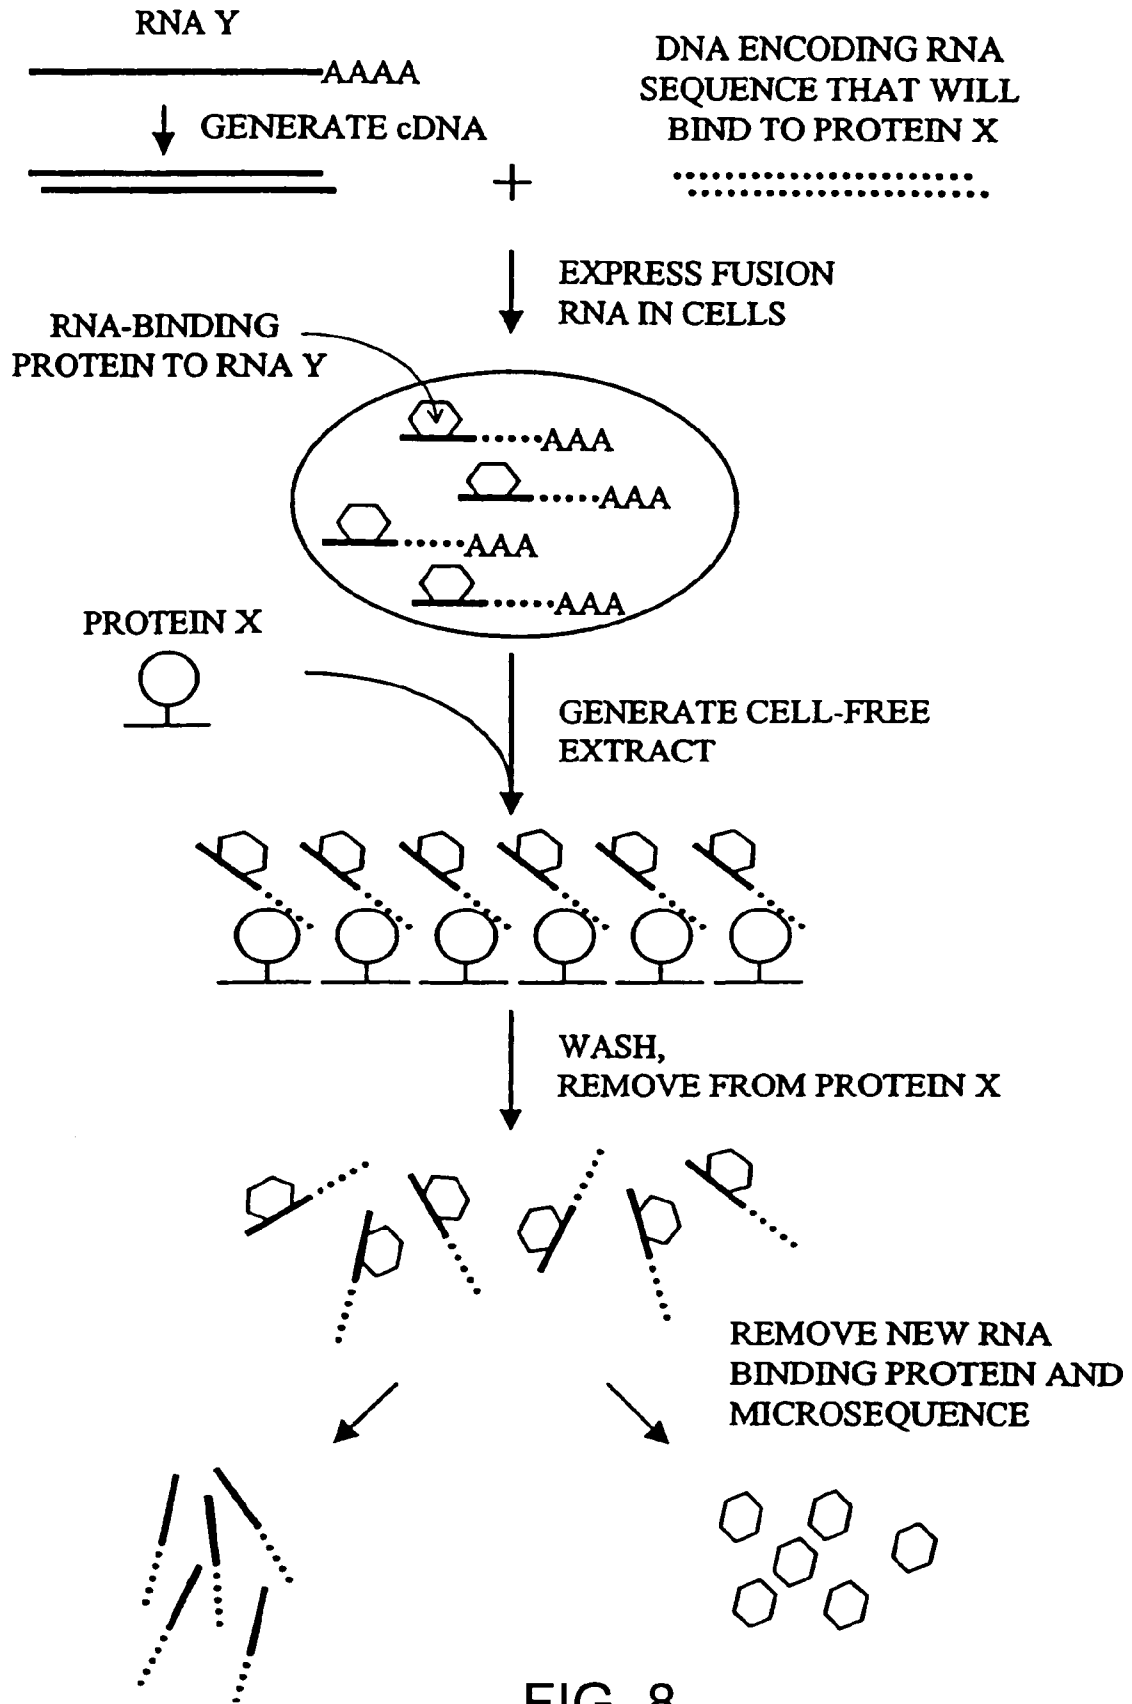 RNA Y
AAAA
GENERATE cDNA
DNA ENCODING RNA
SEQUENCE THAT WILL
BIND TO PROTEIN X
+
EXPRESS FUSION
RNA IN CELLS
RNA-BINDING
PROTEIN TO RNA Y
AAA
AAA
AAA
AAA
PROTEIN X
GENERATE CELL-FREE
EXTRACT
WASH,
REMOVE FROM PROTEIN X
REMOVE NEW RNA
BINDING PROTEIN AND
MICROSEQUENCE
FIG. 8